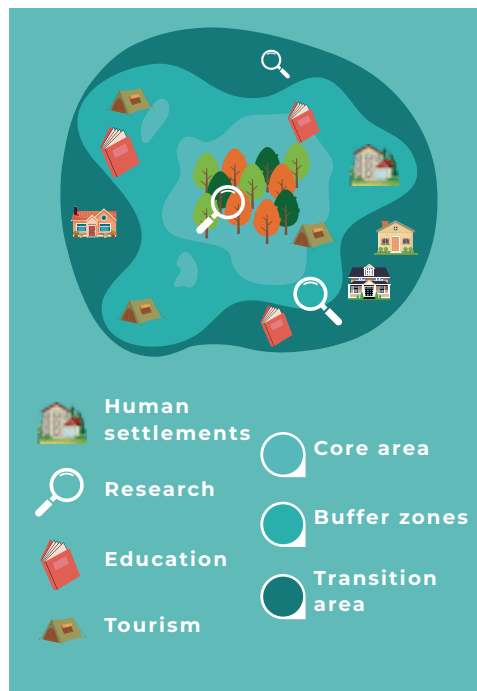 Human
settlements
Research
Education
Tourism
Core area
Buffer zones
Transition
area